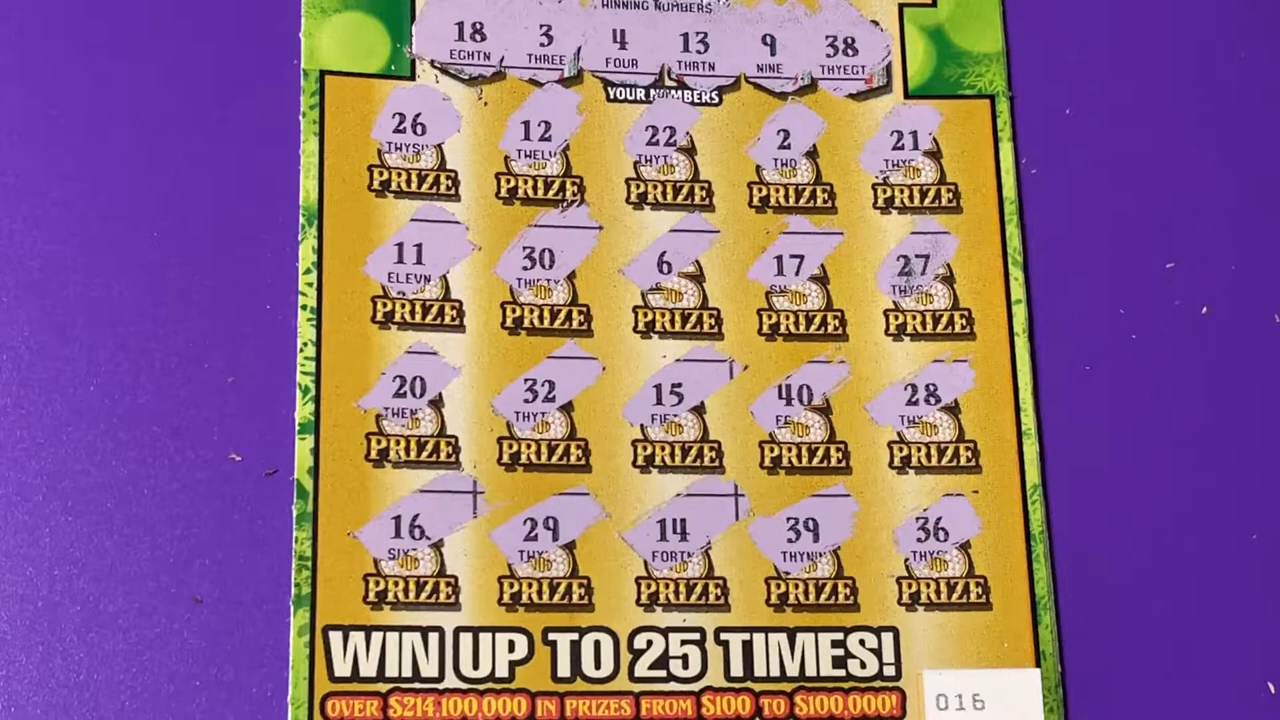 WINNING NUMBERS
18 3 4 13 9 38
EGHTN THREE FOUR THRTN NINE THYEGT
YOUR NUMBERS
26 12 22 2 21
TWO
PRIZE PRIZE PRIZE PRIZE PRIZE
11 30 6 17 27
ELEVN
PRIZE PRIZE PRIZE PRIZE PRIZE
20 32 15 40 28
PRIZE PRIZE PRIZE PRIZE PRIZE
16 29 14 39 36
PRIZE PRIZE PRIZE PRIZE PRIZE
WIN UP TO 25 TIMES!
OVER $214,100,000 IN PRIZES FROM $100 TO $100,000!
016